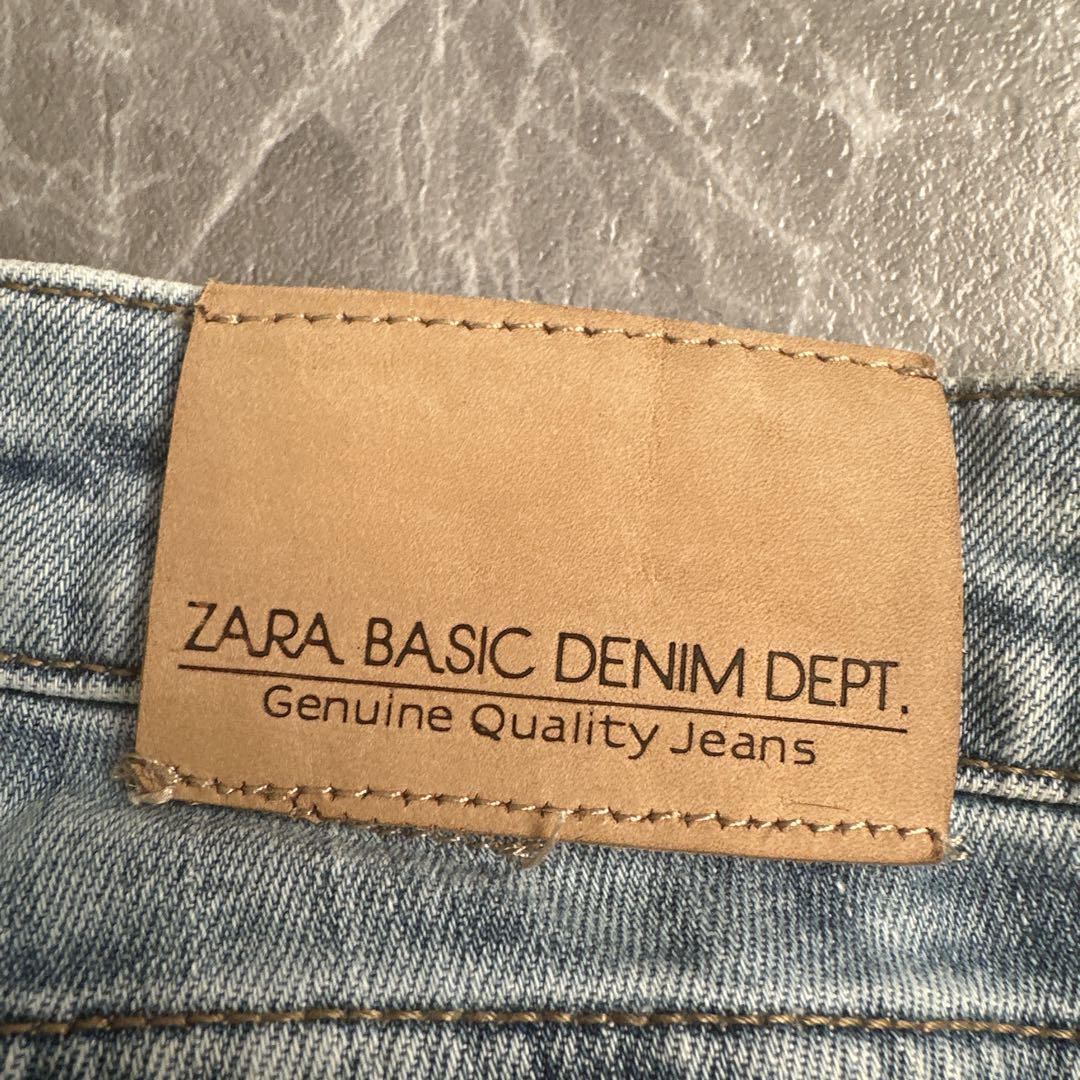 ZARA BASIC DENIM DEPT.
Genuine Quality Jeans